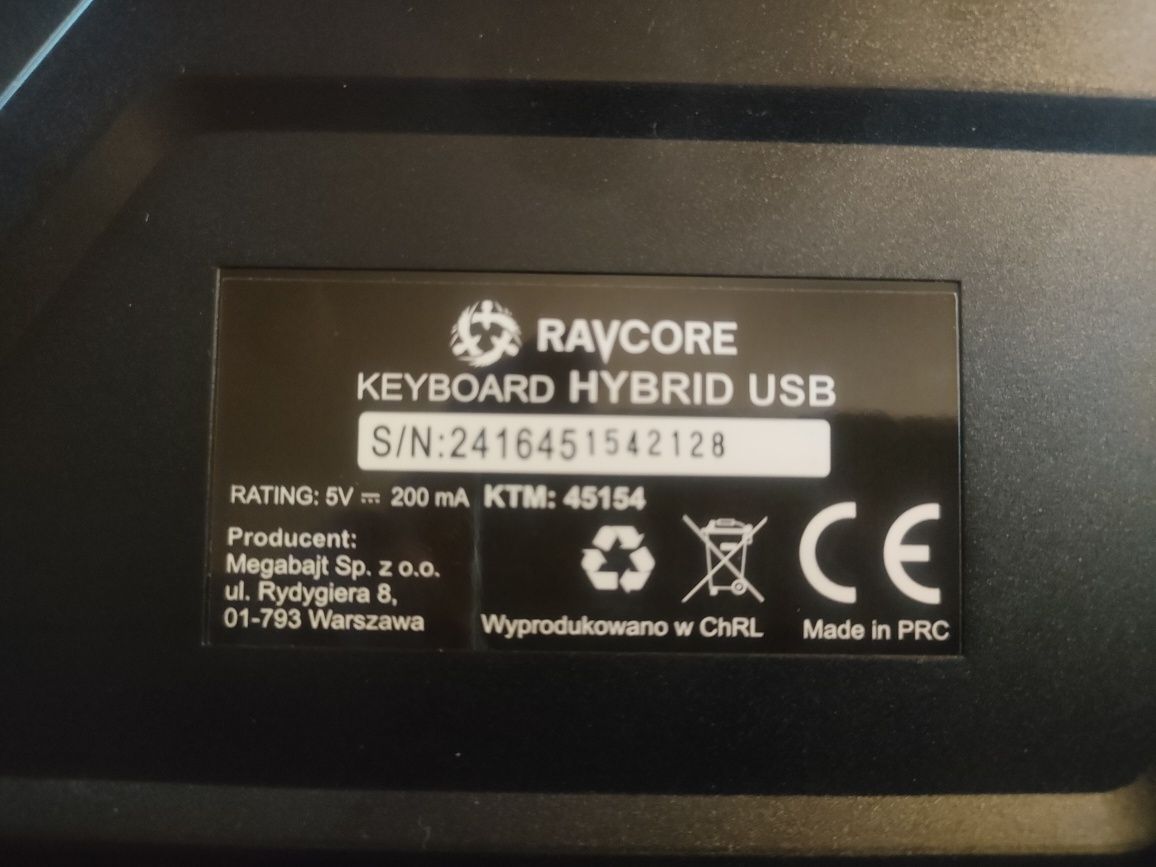 RAVCORE
KEYBOARD HYBRID USB
S/N:2416451542128
RATING: 5V ⎓ 200 mA KTM: 45154
Producent:
Megabajt Sp. z o.o.
ul. Rydygiera 8,
01-793 Warszawa
CE
Wyprodukowano w ChRL
Made in PRC